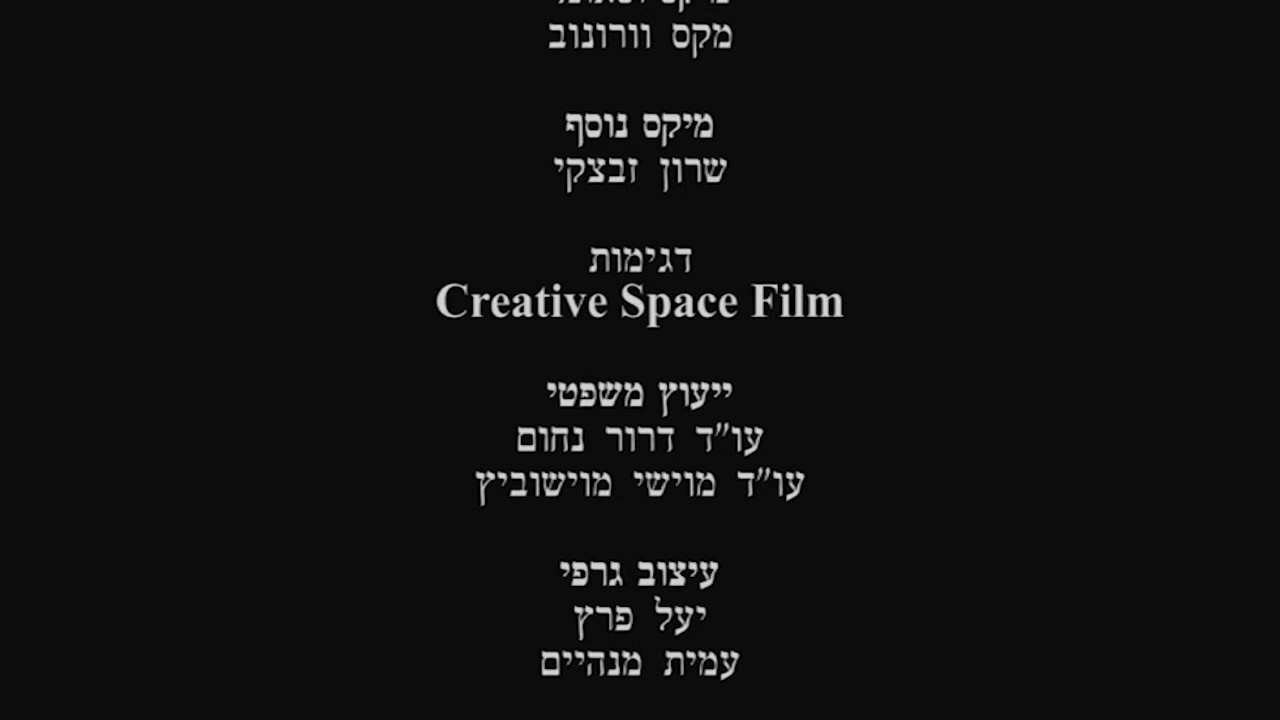 מקס וורונוב
מיקס נוסף
שרון זבצקי
דגימות
Creative Space Film
ייעוץ משפטי
עו"ד דרור נחום
עו"ד מוישי מוישוביץ
עיצוב גרפי
יעל פרץ
עמית מנהיים